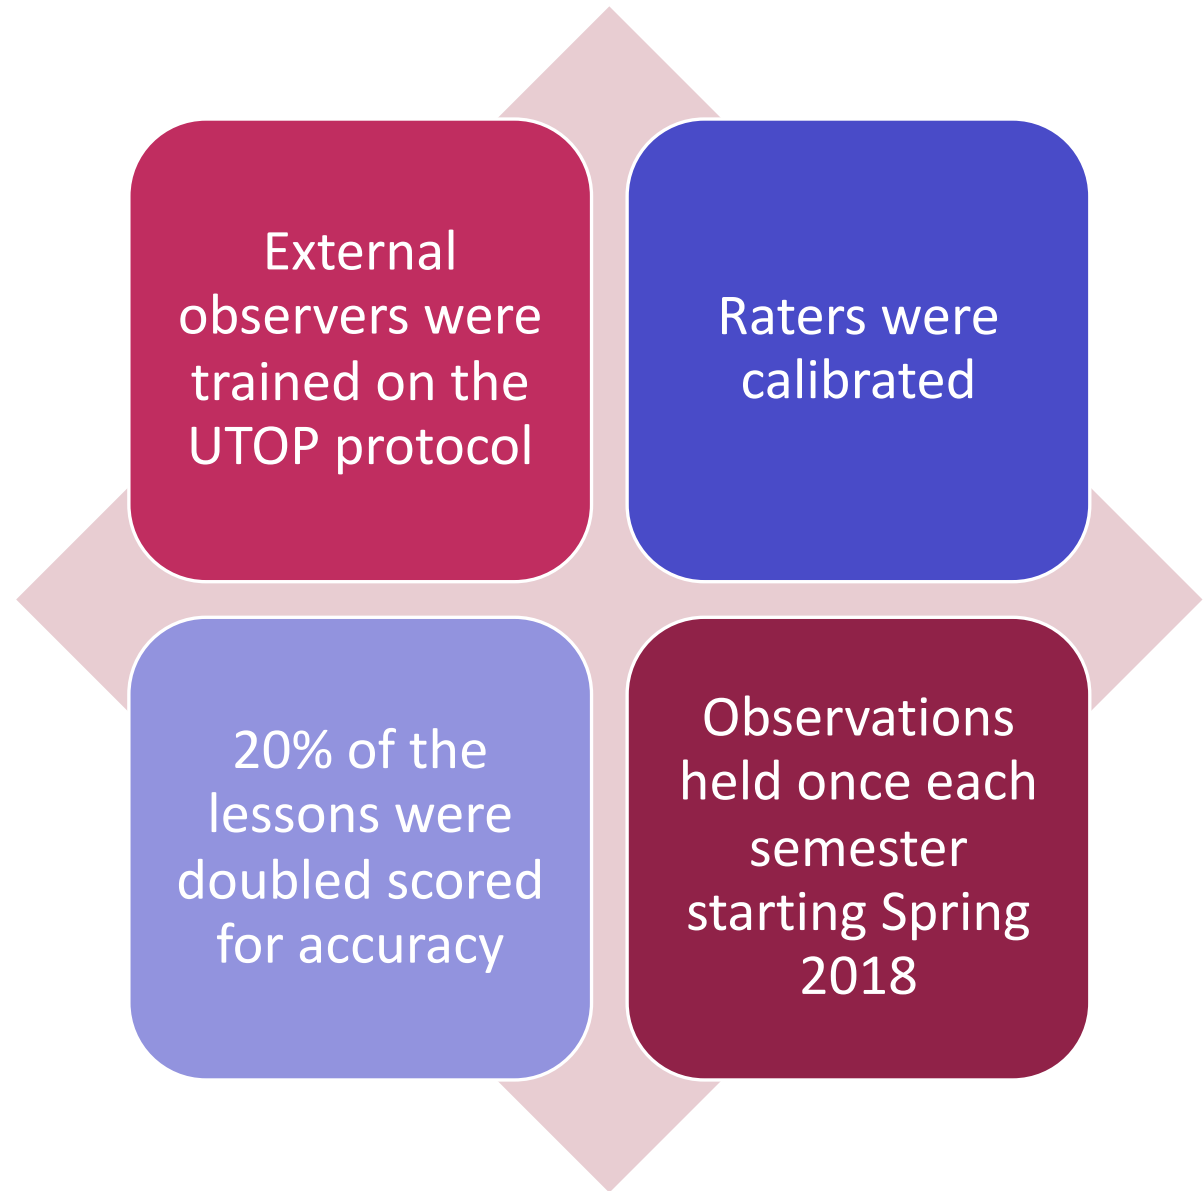 External
observers were
trained on the
UTOP protocol
Raters were
calibrated
20% of the
lessons were
doubled scored
for accuracy
Observations
held once each
semester
starting Spring
2018